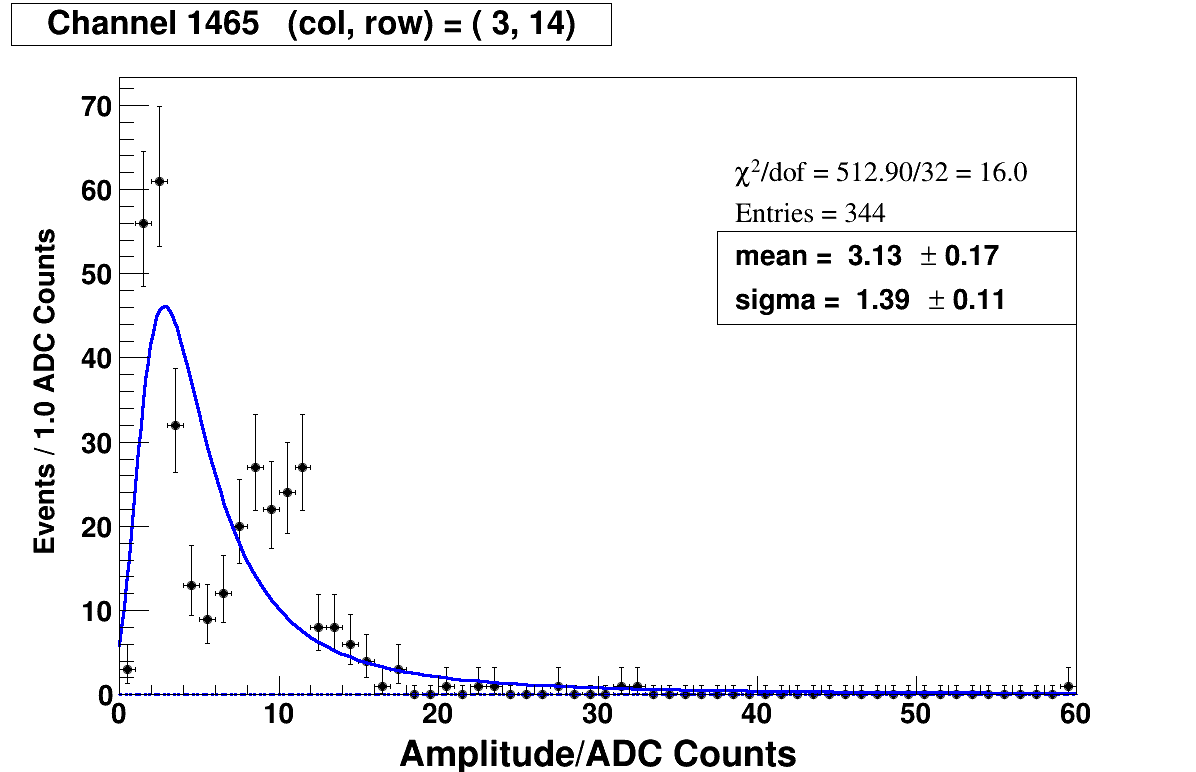 Channel 1465 (col, row) = ( 3, 14)
χ²/dof = 512.90/32 = 16.0
Entries = 344
mean = 3.13 ± 0.17
sigma = 1.39 ± 0.11
Events / 1.0 ADC Counts
70
60
50
40
30
20
10
0
0 10 20 30 40 50 60
Amplitude/ADC Counts